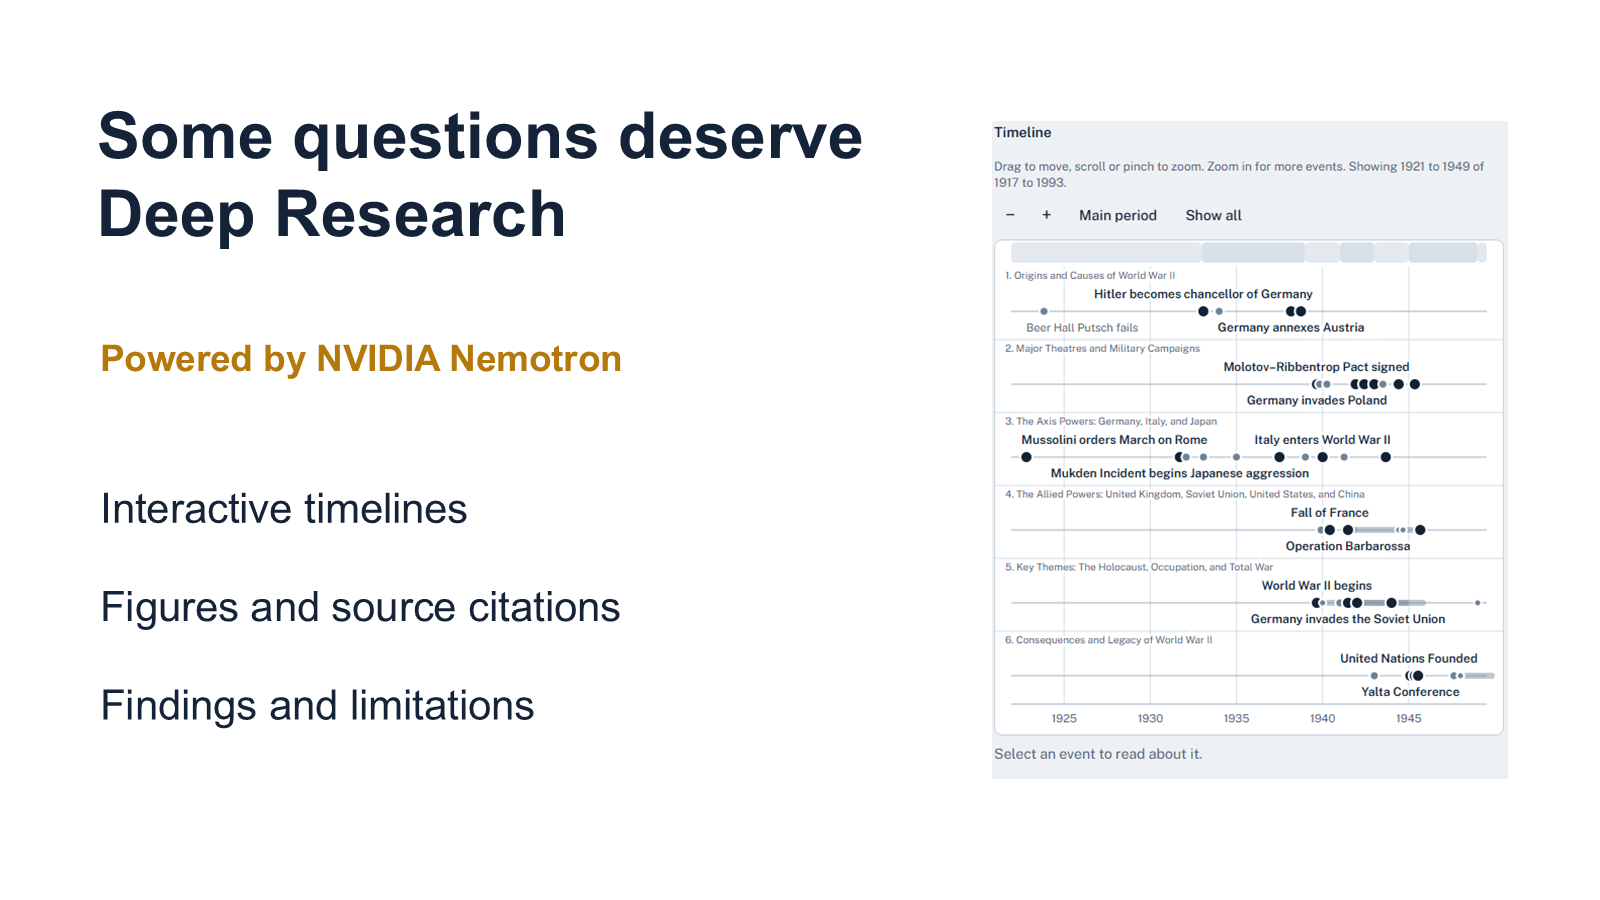 Some questions deserve
Deep Research
Powered by NVIDIA Nemotron
Interactive timelines
Figures and source citations
Findings and limitations
Timeline
Drag to move, scroll or pinch to zoom. Zoom in for more events. Showing 1921 to 1949 of
1917 to 1993.
− + Main period Show all
1. Origins and Causes of World War II
Hitler becomes chancellor of Germany
Beer Hall Putsch fails Germany annexes Austria
2. Major Theatres and Military Campaigns
Molotov–Ribbentrop Pact signed
Germany invades Poland
3. The Axis Powers: Germany, Italy, and Japan
Mussolini orders March on Rome Italy enters World War II
Mukden Incident begins Japanese aggression
4. The Allied Powers: United Kingdom, Soviet Union, United States, and China
Fall of France
Operation Barbarossa
5. Key Themes: The Holocaust, Occupation, and Total War
World War II begins
Germany invades the Soviet Union
6. Consequences and Legacy of World War II
United Nations Founded
Yalta Conference
1925 1930 1935 1940 1945
Select an event to read about it.